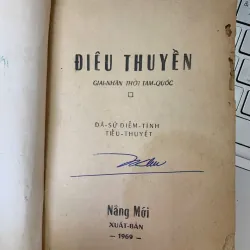 ĐIÊU THUYỀN
GIAI-NHÂN THỜI TAM-QUỐC
DÃ-SỬ DIỄM-TÌNH
TIỂU-THUYẾT
Nắng Mới
XUẤT-BẢN
— 1969 —